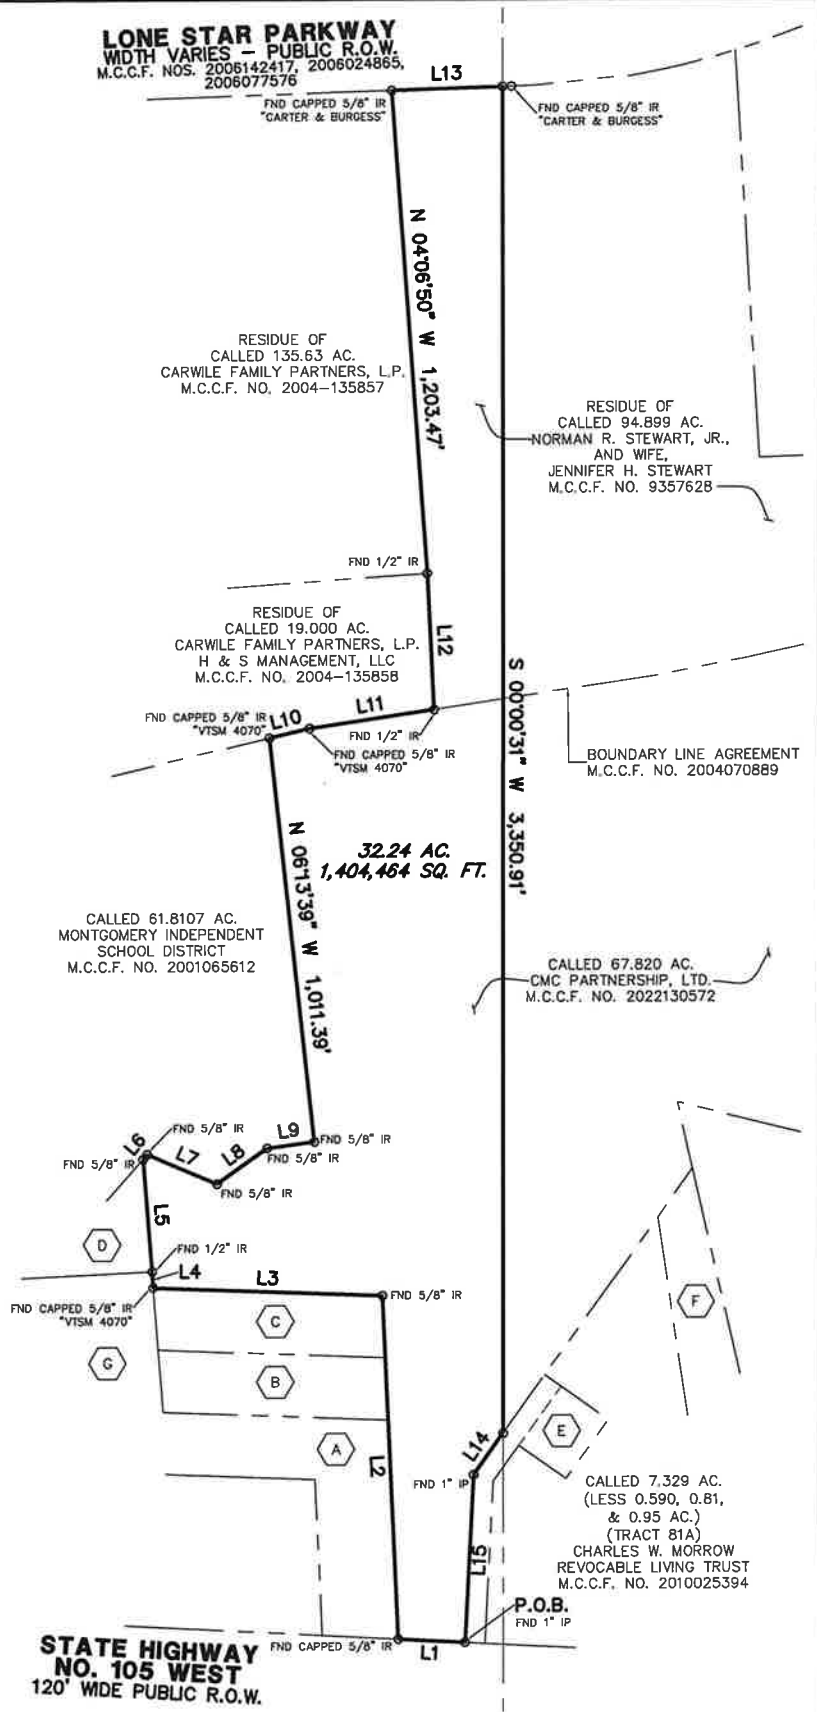 LONE STAR PARKWAY
WIDTH VARIES – PUBLIC R.O.W.
M.C.C.F. NOS. 2006142417, 2006024865,
2006077576
L13
FND CAPPED 5/8" IR
"CARTER & BURGESS"
FND CAPPED 5/8" IR
"CARTER & BURGESS"
N 04°06'50" W 1,203.47'
RESIDUE OF
CALLED 135.63 AC.
CARWILE FAMILY PARTNERS, L.P.
M.C.C.F. NO. 2004-135857
RESIDUE OF
CALLED 94.899 AC.
NORMAN R. STEWART, JR.,
AND WIFE,
JENNIFER H. STEWART
M.C.C.F. NO. 9357628
FND 1/2" IR
RESIDUE OF
CALLED 19.000 AC.
CARWILE FAMILY PARTNERS, L.P.
H & S MANAGEMENT, LLC
M.C.C.F. NO. 2004-135858
L12
S 00°00'31" W 3,350.91'
FND CAPPED 5/8" IR
"VTSM 4070"
L10
L11
FND 1/2" IR
FND CAPPED 5/8" IR
"VTSM 4070"
BOUNDARY LINE AGREEMENT
M.C.C.F. NO. 2004070889
N 06°13'39" W 1,011.39'
32.24 AC.
1,404,464 SQ. FT.
CALLED 61.8107 AC.
MONTGOMERY INDEPENDENT
SCHOOL DISTRICT
M.C.C.F. NO. 2001065612
CALLED 67.820 AC.
CMC PARTNERSHIP, LTD.
M.C.C.F. NO. 2022130572
FND 5/8" IR
L6
L7
L8
L9
FND 5/8" IR
FND 5/8" IR
FND 5/8" IR
FND 5/8" IR
L5
D
FND 1/2" IR
L4
L3
FND CAPPED 5/8" IR
"VTSM 4070"
FND 5/8" IR
C
F
G
B
A
L2
E
L14
FND 1" IP
CALLED 7.329 AC.
(LESS 0.590, 0.81,
& 0.95 AC.)
(TRACT 81A)
CHARLES W. MORROW
REVOCABLE LIVING TRUST
M.C.C.F. NO. 2010025394
L15
P.O.B.
FND 1" IP
STATE HIGHWAY
NO. 105 WEST
120' WIDE PUBLIC R.O.W.
FND CAPPED 5/8" IR
L1